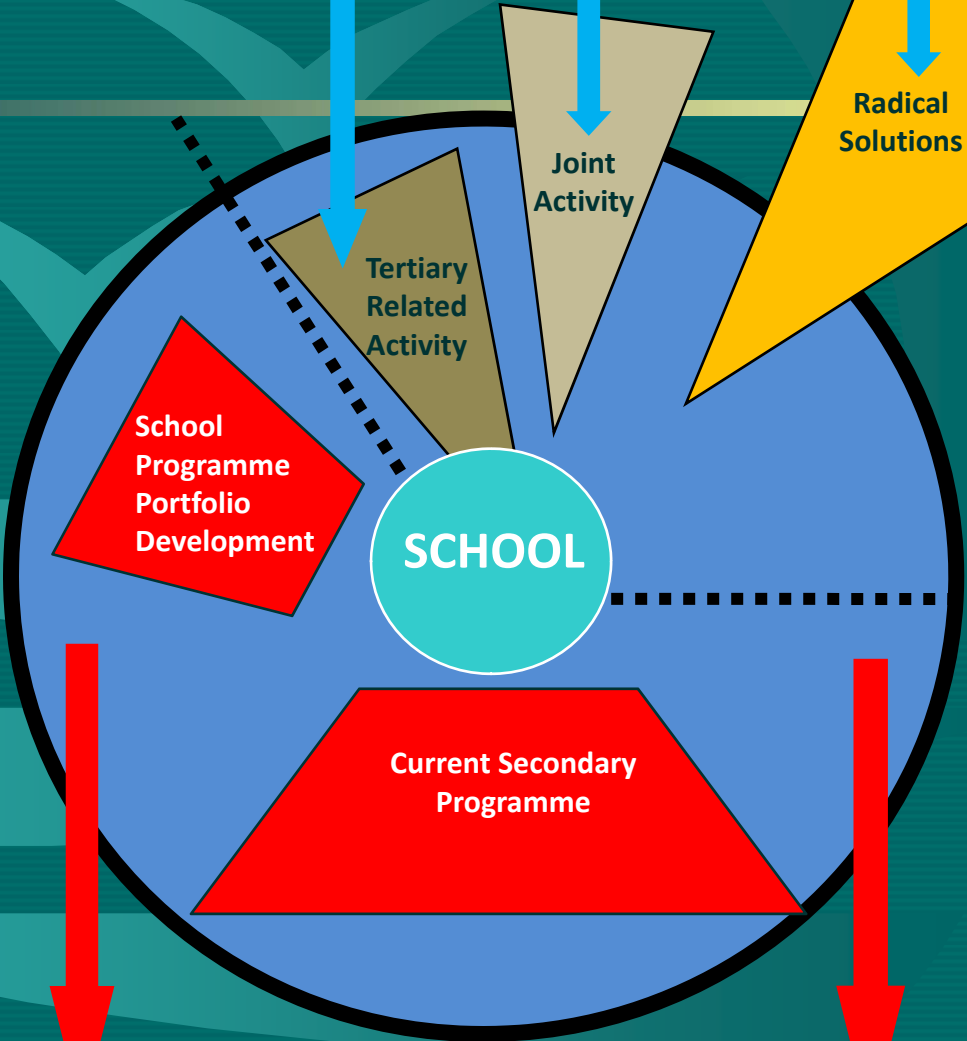 Radical
Solutions
Joint
Activity
Tertiary
Related
Activity
School
Programme
Portfolio
Development
SCHOOL
Current Secondary
Programme